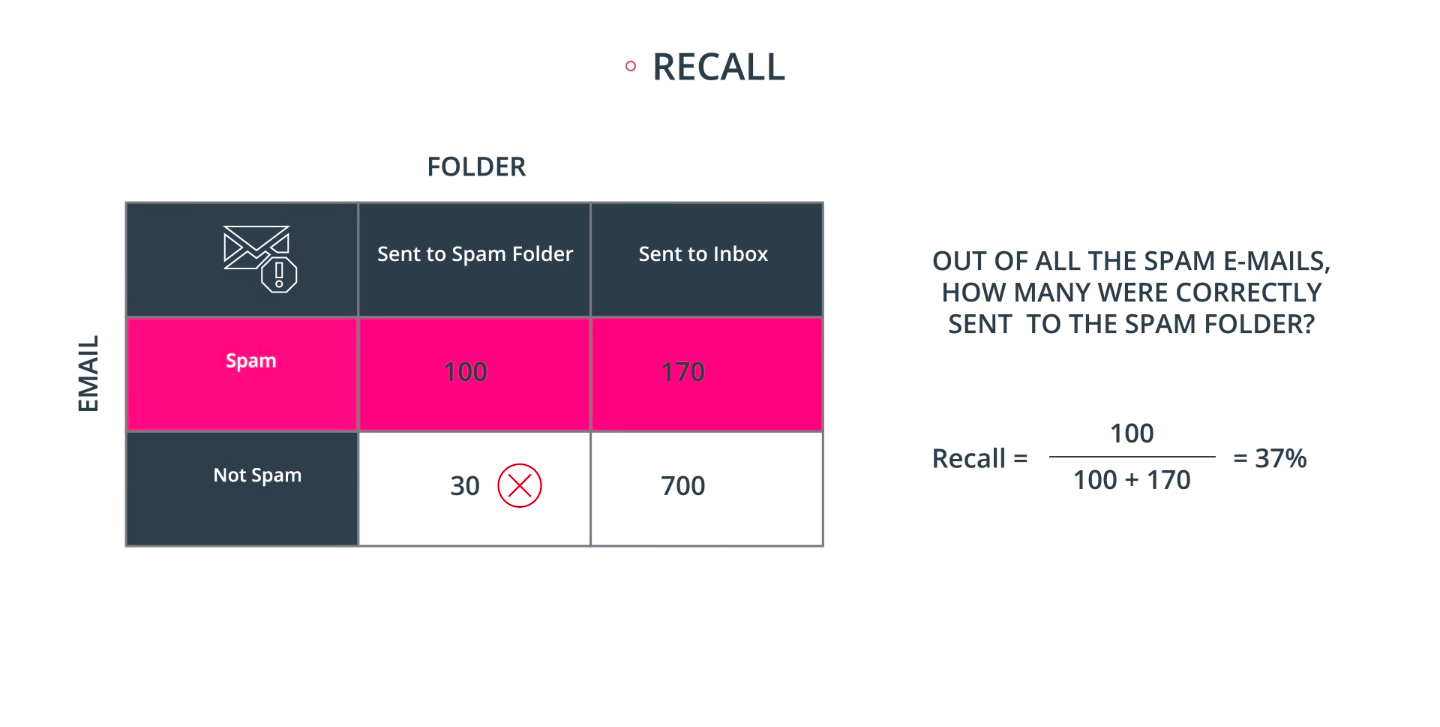 RECALL
FOLDER
Sent to Spam Folder
Sent to Inbox
EMAIL
Spam
100
170
Not Spam
30
700
OUT OF ALL THE SPAM E-MAILS,
HOW MANY WERE CORRECTLY
SENT TO THE SPAM FOLDER?
100
Recall = = 37%
100 + 170